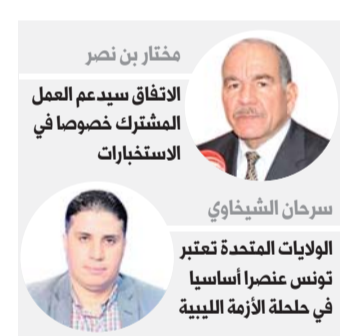 مختار بن نصر
الاتفاق سيدعم العمل
المشترك خصوصا في
الاستخبارات
سرحان الشيخاوي
الولايات المتحدة تعتبر
تونس عنصرا أساسيا
في حلحلة الأزمة الليبية